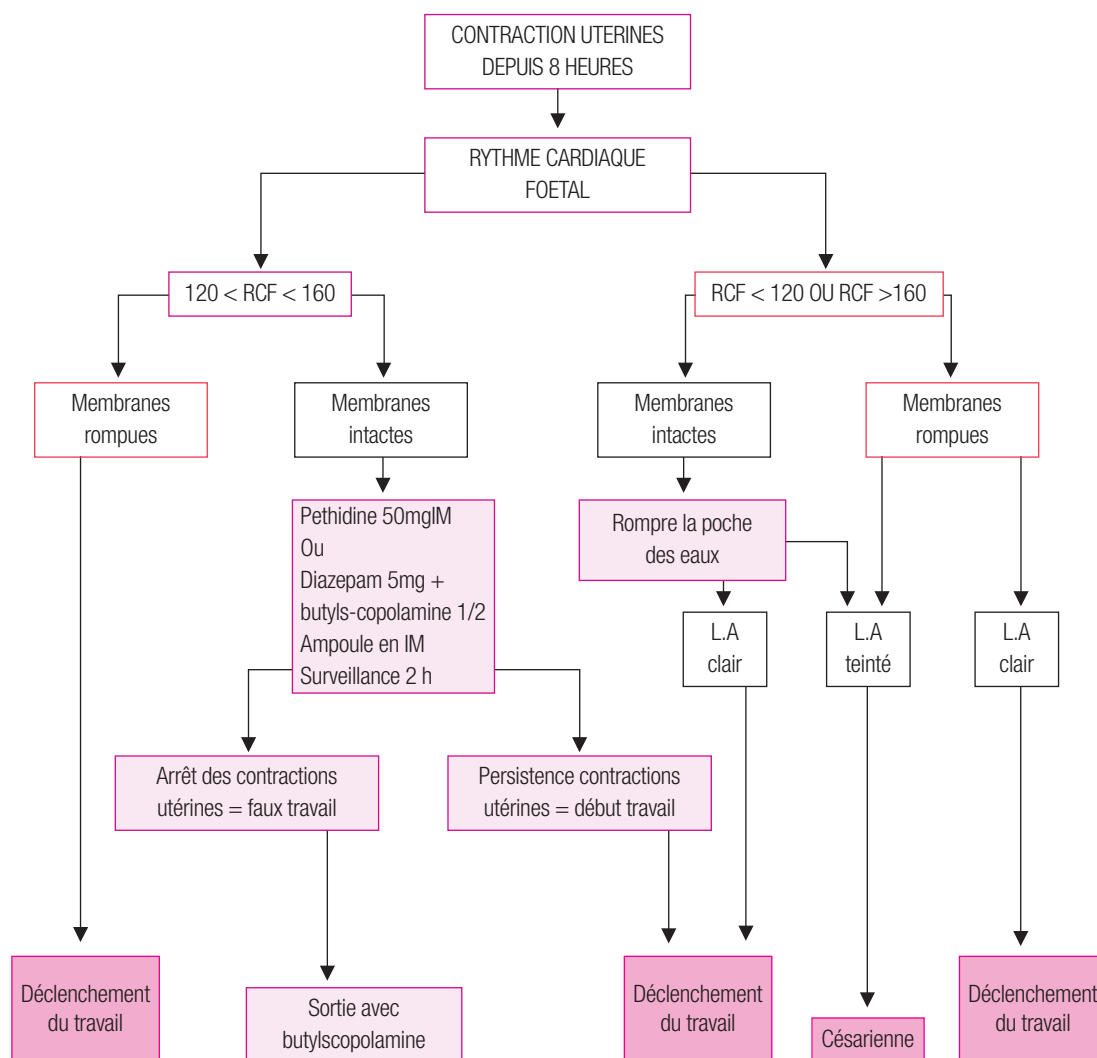 CONTRACTION UTERINES
DEPUIS 8 HEURES
RYTHME CARDIAQUE
FOETAL
120 < RCF < 160
RCF < 120 OU RCF >160
Membranes
rompues
Membranes
intactes
Membranes
intactes
Membranes
rompues
Pethidine 50mgIM
Ou
Diazepam 5mg +
butyls-copolamine 1/2
Ampoule en IM
Surveillance 2 h
Rompre la poche
des eaux
L.A
clair
L.A
teinté
L.A
clair
Arrêt des contractions
utérines = faux travail
Persistence contractions
utérines = début travail
Déclenchement
du travail
Sortie avec
butylscopolamine
Déclenchement
du travail
Césarienne
Déclenchement
du travail